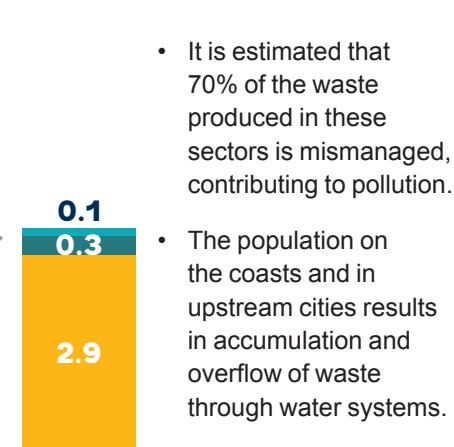 • It is estimated that
70% of the waste
produced in these
sectors is mismanaged,
contributing to pollution.
0.1
0.3
2.9
• The population on
the coasts and in
upstream cities results
in accumulation and
overflow of waste
through water systems.